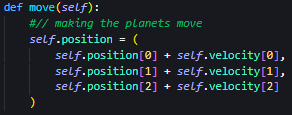 def move(self):
#// making the planets move
self.position = (
self.position[0] + self.velocity[0],
self.position[1] + self.velocity[1],
self.position[2] + self.velocity[2]
)